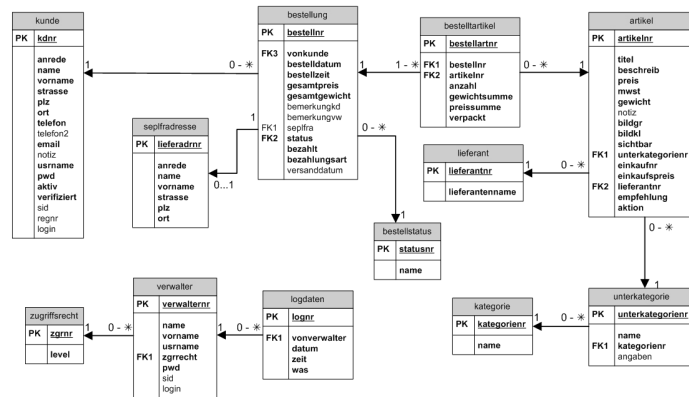 kunde
PK kdnr
anrede
name
vorname
strasse
plz
ort
telefon
telefon2
email
notiz
usrname
pwd
aktiv
verifiziert
sid
regnr
login
1
0 - *
bestellung
PK bestellnr
FK3 vonkunde
bestelldatum
bestellzeit
gesamtpreis
gesamtgewicht
bemerkungkd
bemerkungvw
FK1 seplfra
FK2 status
bezahlt
bezahlungsart
versanddatum
1
1 - *
bestelltartikel
PK bestellartnr
FK1 bestellnr
FK2 artikelnr
anzahl
gewichtsumme
preissumme
verpackt
0 - *
1
artikel
PK artikelnr
titel
beschreib
preis
mwst
gewicht
notiz
bildgr
bildkl
sichtbar
FK1 unterkategorienr
einkaufnr
einkaufspreis
FK2 lieferantnr
empfehlung
aktion
seplfradresse
PK lieferadrnr
anrede
name
vorname
strasse
plz
ort
1
0...1
0 - *
1
lieferant
PK lieferantnr
lieferantenname
1
0 - *
bestellstatus
PK statusnr
name
0 - *
1
zugriffsrecht
PK zgrnr
level
1
0 - *
verwalter
PK verwalternr
name
vorname
usrname
FK1 zgrrecht
pwd
sid
login
1
0 - *
logdaten
PK lognr
FK1 vonverwalter
datum
zeit
was
kategorie
PK kategorienr
name
1
0 - *
unterkategorie
PK unterkategorienr
name
FK1 kategorienr
angaben